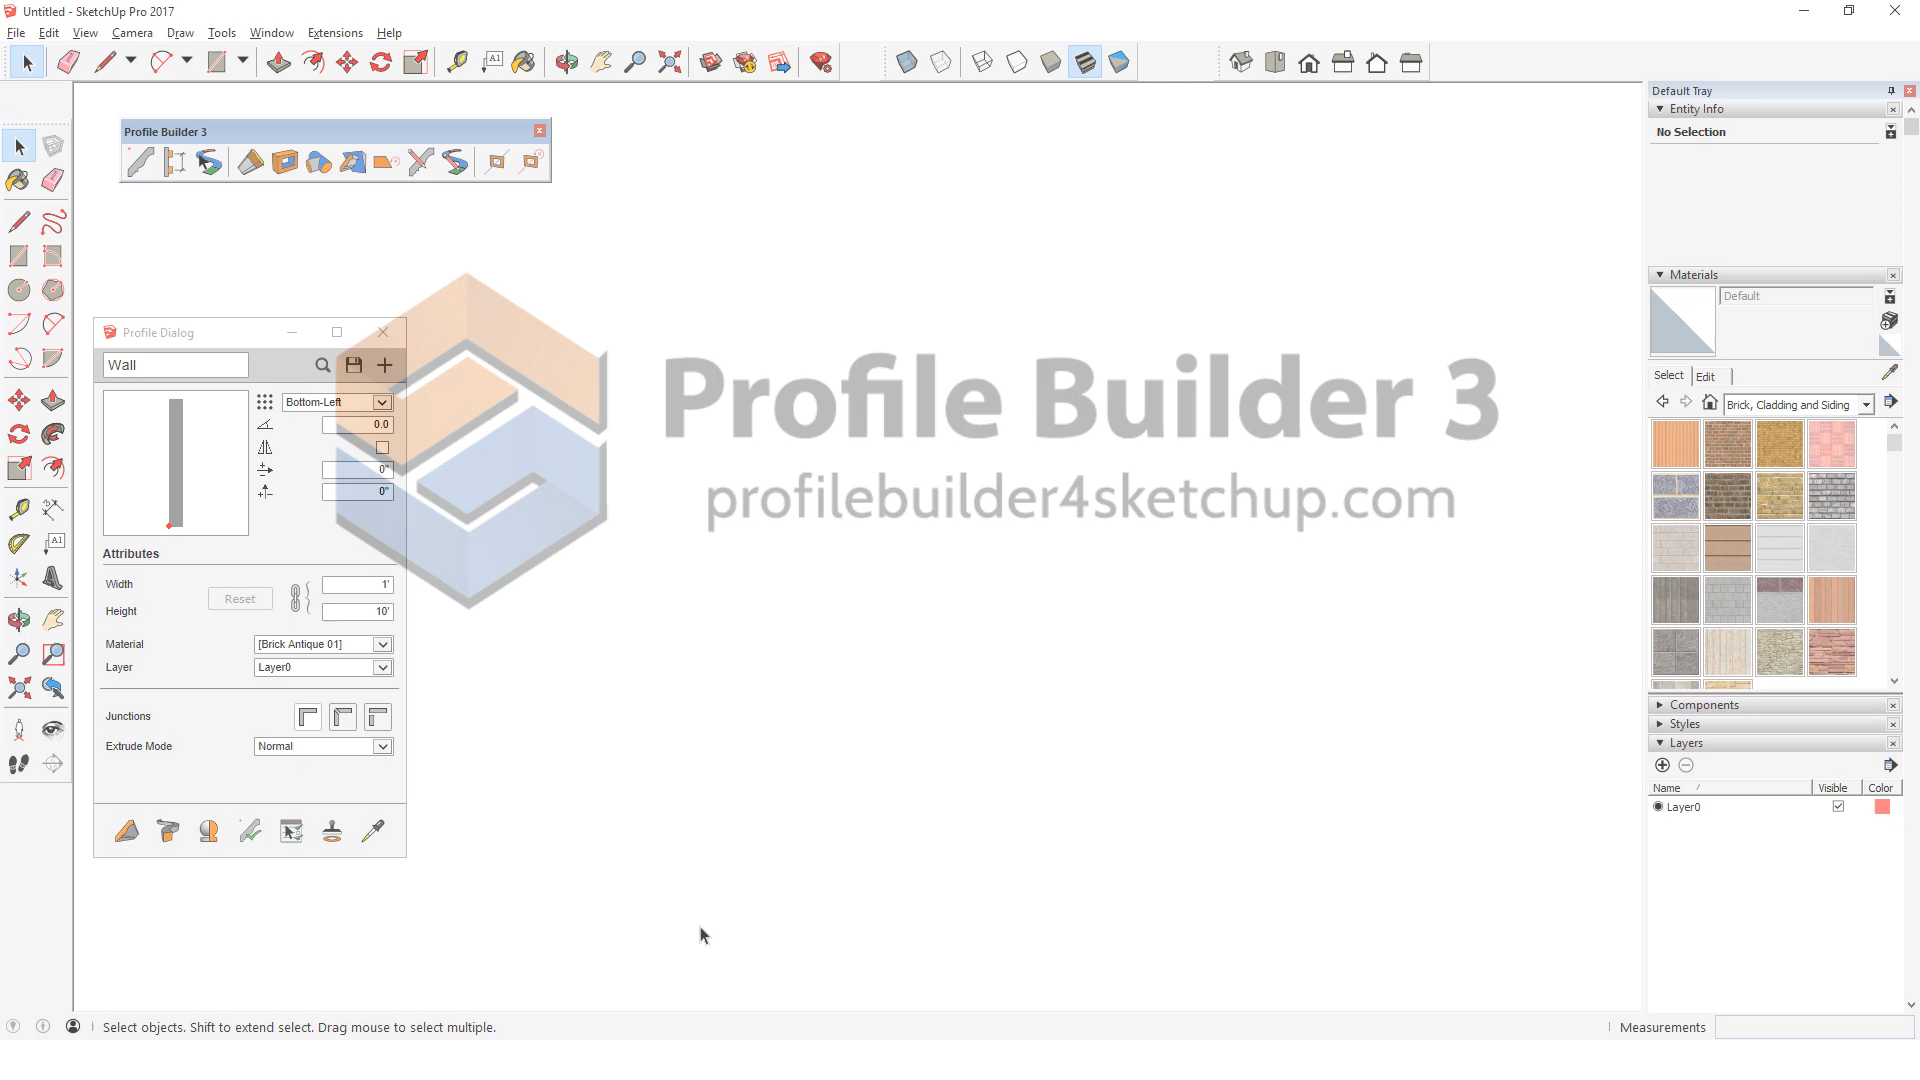 Untitled - SketchUp Pro 2017
File Edit View Camera Draw Tools Window Extensions Help
A1
Default Tray
Entity Info
No Selection
Profile Builder 3
Materials
Default
Profile Dialog
Wall
Select Edit
Brick, Cladding and Siding
Bottom-Left
0.0
0"
0"
Profile Builder 3
profilebuilder4sketchup.com
A1
Attributes
Width 1'
Reset
Height 10'
Material [Brick Antique 01]
Layer Layer0
Junctions
Extrude Mode Normal
Components
Styles
Layers
Name Visible Color
Layer0
Select objects. Shift to extend select. Drag mouse to select multiple.
Measurements